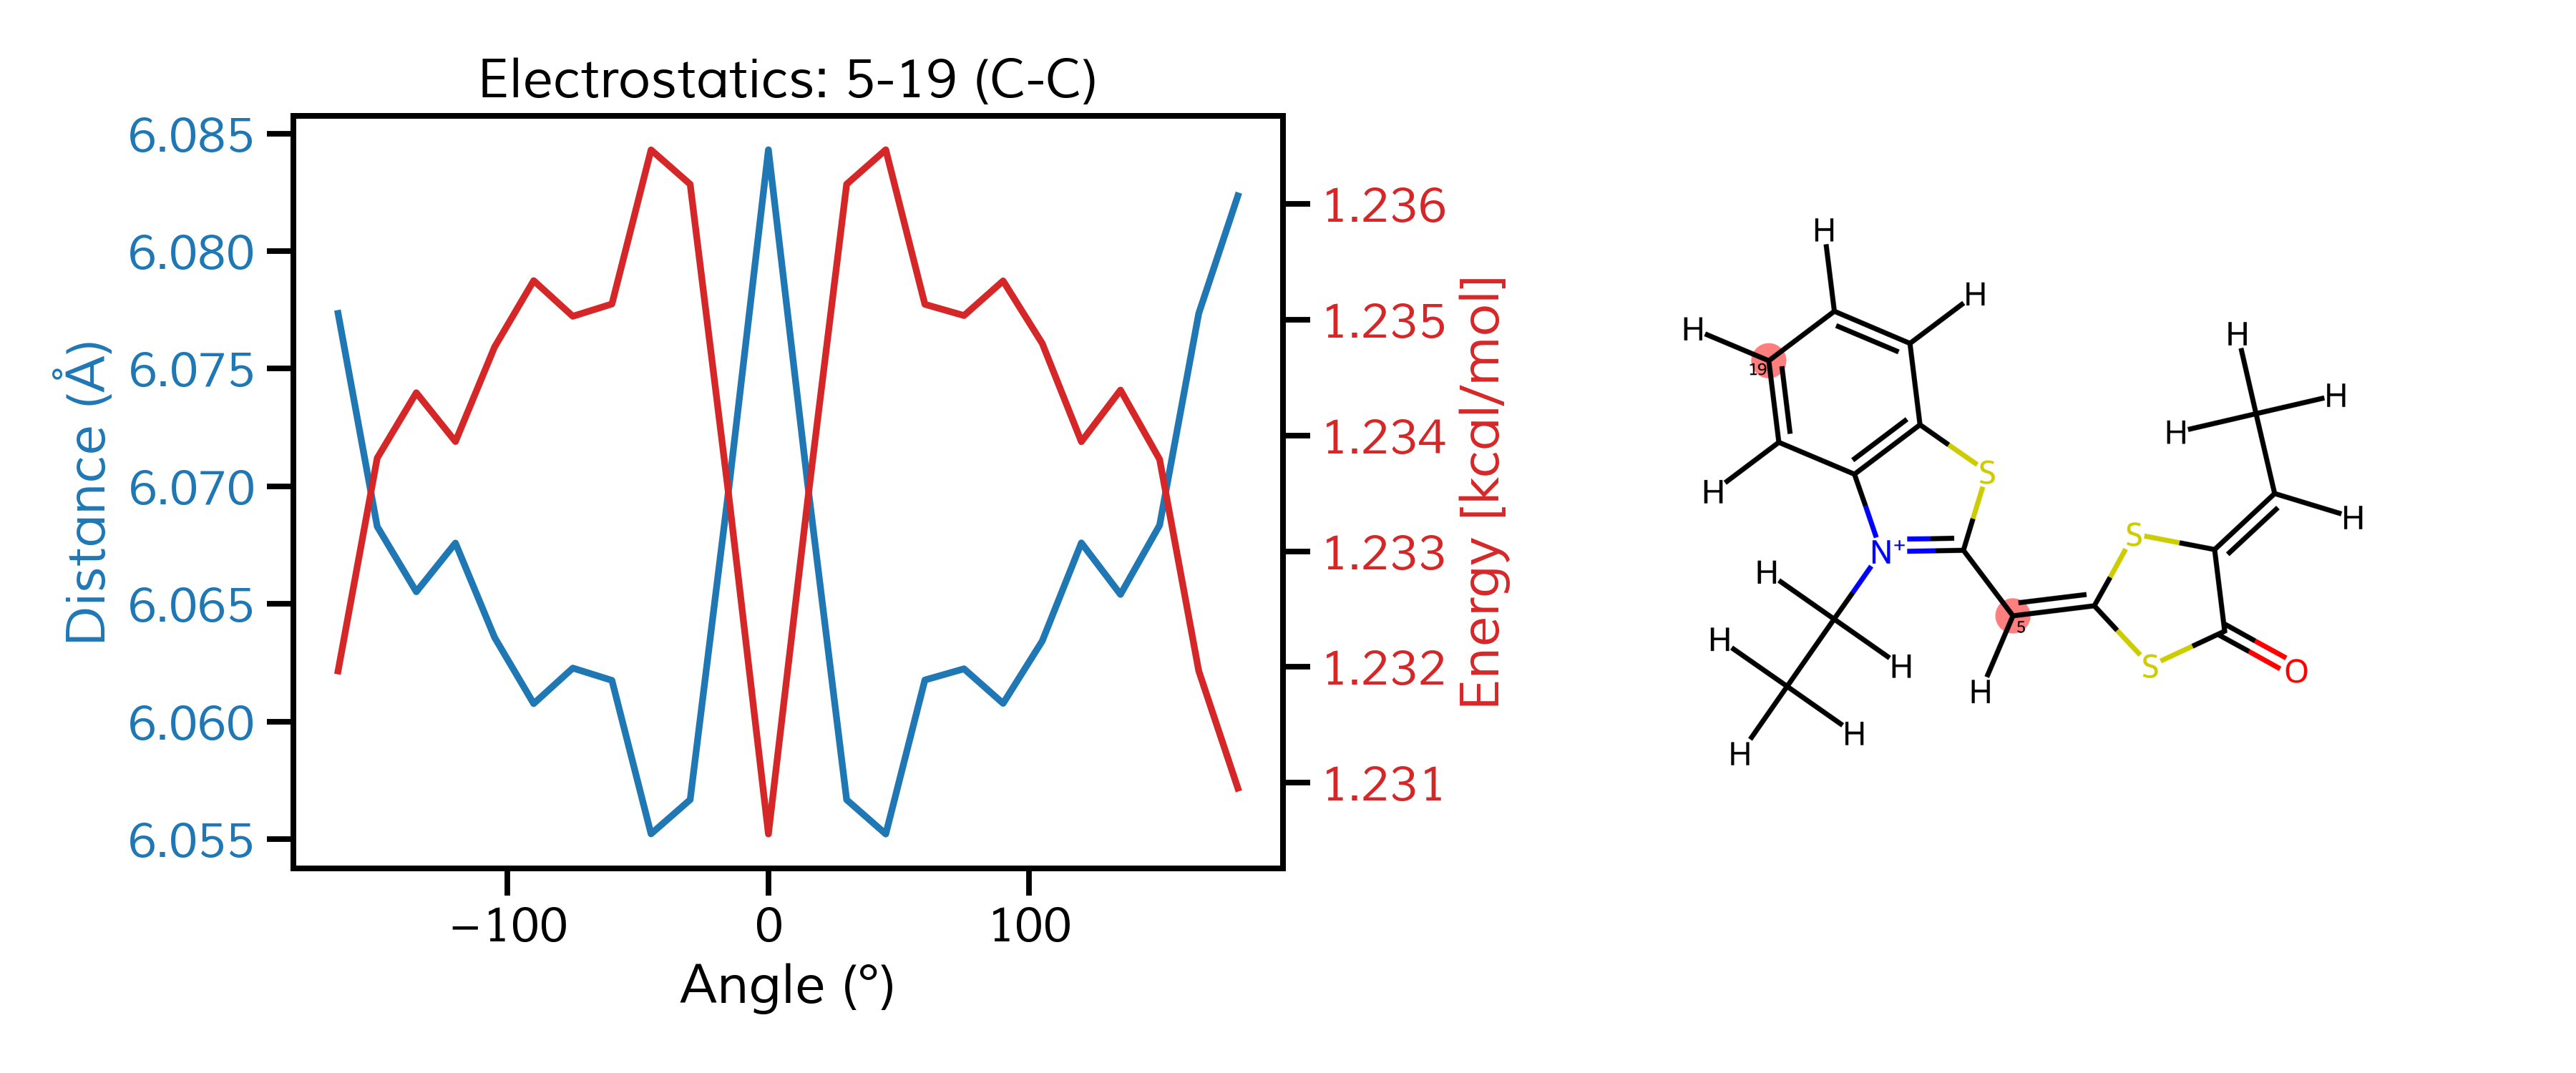 Electrostatics: 5-19 (C-C)
6.085
6.080
6.075
6.070
6.065
6.060
6.055
Distance (Å)
1.236
1.235
1.234
1.233
1.232
1.231
Energy [kcal/mol]
−100
0
100
Angle (°)
H
H
H
H
H
19
H
H
S
H
H
S
N⁺
H
5
H
H
S
O
H
H
H
H